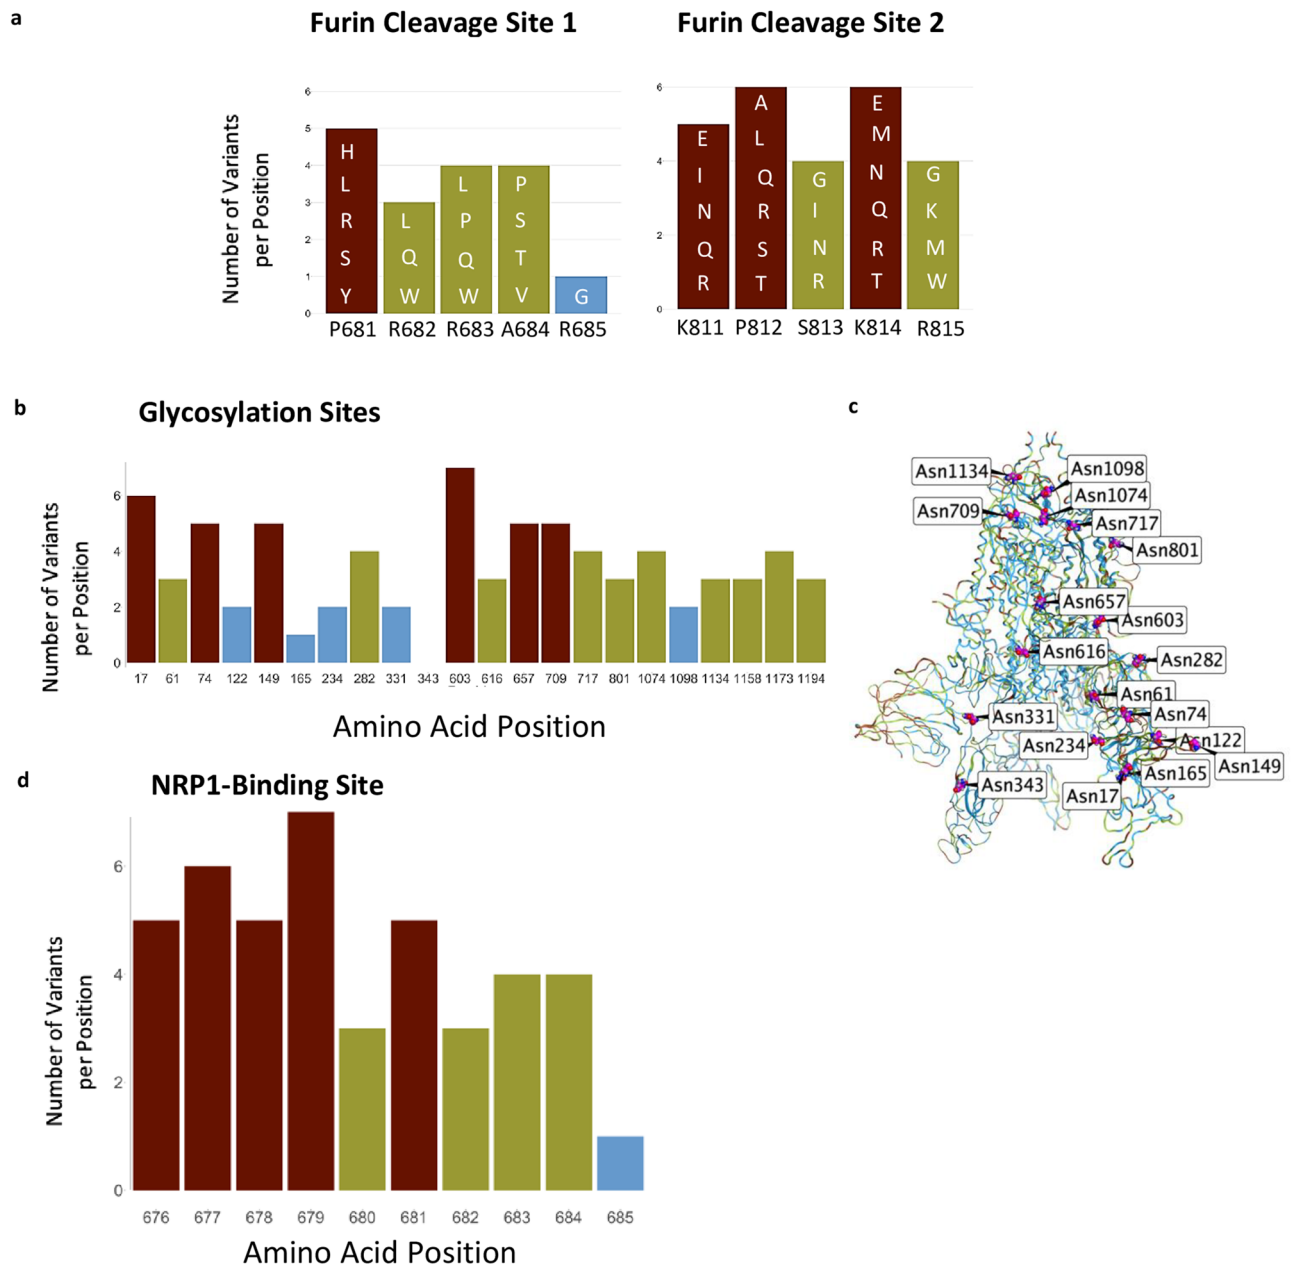 a
Furin Cleavage Site 1
Furin Cleavage Site 2
Number of Variants
per Position
6
5
4
3
2
1
0
H
L
R
S
Y
L
Q
W
L
P
Q
W
P
S
T
V
G
P681 R682 R683 A684 R685
6
4
2
0
E
I
N
Q
R
A
L
Q
R
S
T
G
I
N
R
E
M
N
Q
R
T
G
K
M
W
K811 P812 S813 K814 R815
b
Glycosylation Sites
Number of Variants
per Position
6
4
2
0
17 61 74 122 149 165 234 282 331 343 603 616 657 709 717 801 1074 1098 1134 1158 1173 1194
Amino Acid Position
c
Asn1134
Asn1098
Asn1074
Asn709
Asn717
Asn801
Asn657
Asn603
Asn616
Asn282
Asn61
Asn74
Asn331
Asn234
Asn122
Asn149
Asn165
Asn343
Asn17
d
NRP1-Binding Site
Number of Variants
per Position
6
4
2
0
676 677 678 679 680 681 682 683 684 685
Amino Acid Position